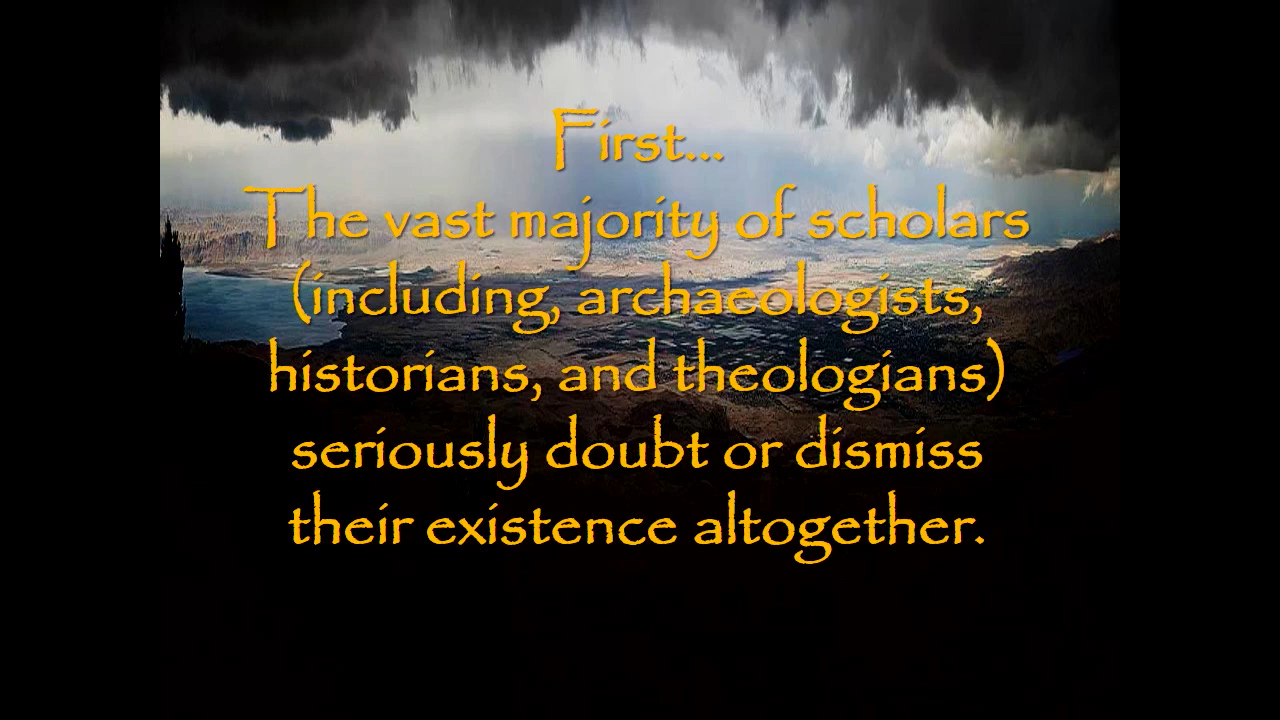 First...
The vast majority of scholars
(including, archaeologists,
historians, and theologians)
seriously doubt or dismiss
their existence altogether.